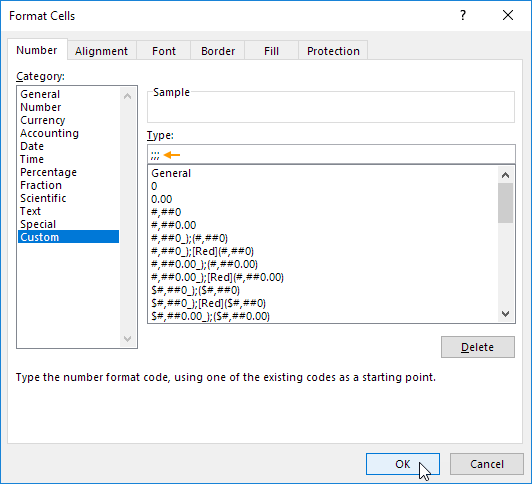 Format Cells
?
Number Alignment Font Border Fill Protection
Category:
General
Number
Currency
Accounting
Date
Time
Percentage
Fraction
Scientific
Text
Special
Custom
Sample
Type:
;;;
General
0
0.00
#,##0
#,##0.00
#,##0_);(#,##0)
#,##0_);[Red](#,##0)
#,##0.00_);(#,##0.00)
#,##0.00_);[Red](#,##0.00)
$#,##0_);($#,##0)
$#,##0_);[Red]($#,##0)
$#,##0.00_);($#,##0.00)
Delete
Type the number format code, using one of the existing codes as a starting point.
OK Cancel